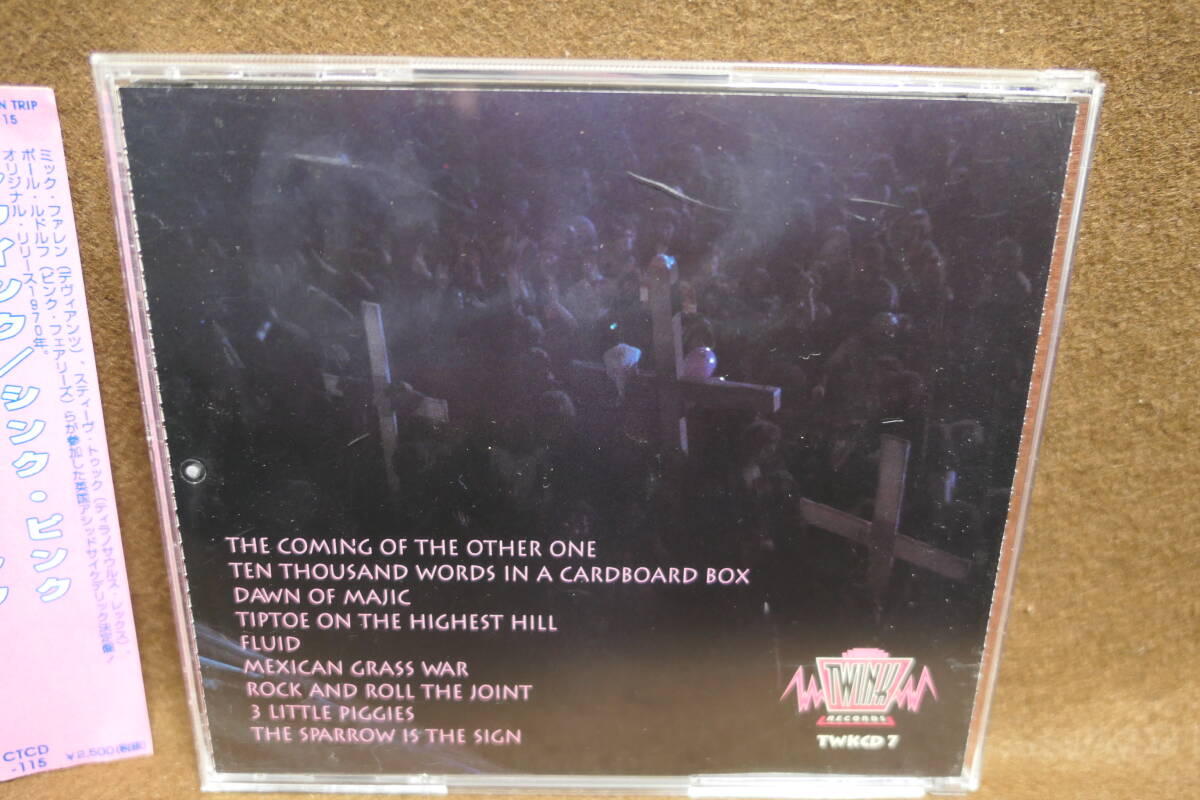 N TRIP
15
ミック・ファレン(デヴィアンツ)、スティーヴ・トゥック(ティラノザウルス・レックス)、
ポール・ルドルフ(ピンク・フェアリーズ)らが参加した英国アシッドサイケデリック決定盤!
オリジナル・リリース1970年。
ウィンク/シンク・ピンク
CTCD
-115
¥2,500(税抜)
THE COMING OF THE OTHER ONE
TEN THOUSAND WORDS IN A CARDBOARD BOX
DAWN OF MAJIC
TIPTOE ON THE HIGHEST HILL
FLUID
MEXICAN GRASS WAR
ROCK AND ROLL THE JOINT
3 LITTLE PIGGIES
THE SPARROW IS THE SIGN
TWINK
RECORDS
TWKCD 7